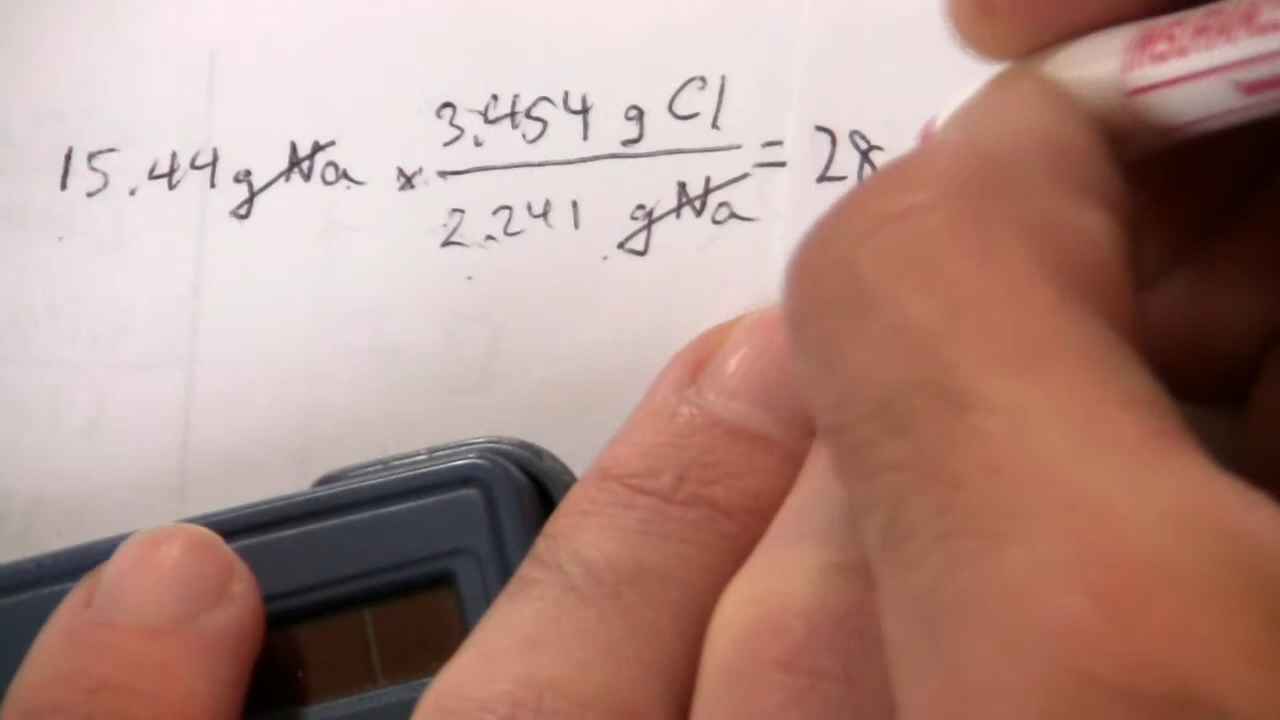 15.44 g Na × 3.454 g Cl / 2.241 g Na = 28